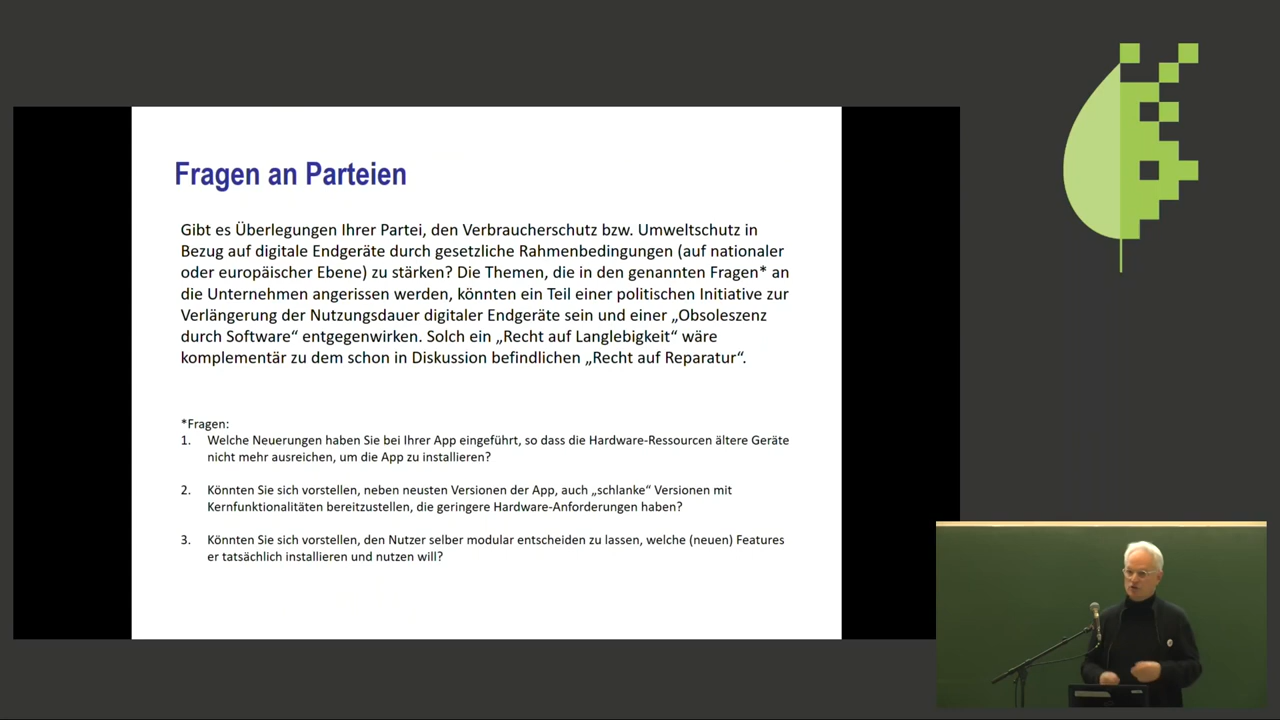 Fragen an Parteien
Gibt es Überlegungen Ihrer Partei, den Verbraucherschutz bzw. Umweltschutz in
Bezug auf digitale Endgeräte durch gesetzliche Rahmenbedingungen (auf nationaler
oder europäischer Ebene) zu stärken? Die Themen, die in den genannten Fragen* an
die Unternehmen angerissen werden, könnten ein Teil einer politischen Initiative zur
Verlängerung der Nutzungsdauer digitaler Endgeräte sein und einer „Obsoleszenz
durch Software“ entgegenwirken. Solch ein „Recht auf Langlebigkeit“ wäre
komplementär zu dem schon in Diskussion befindlichen „Recht auf Reparatur“.
*Fragen:
1. Welche Neuerungen haben Sie bei Ihrer App eingeführt, so dass die Hardware-Ressourcen ältere Geräte
nicht mehr ausreichen, um die App zu installieren?
2. Könnten Sie sich vorstellen, neben neusten Versionen der App, auch „schlanke“ Versionen mit
Kernfunktionalitäten bereitzustellen, die geringere Hardware-Anforderungen haben?
3. Könnten Sie sich vorstellen, den Nutzer selber modular entscheiden zu lassen, welche (neuen) Features
er tatsächlich installieren und nutzen will?